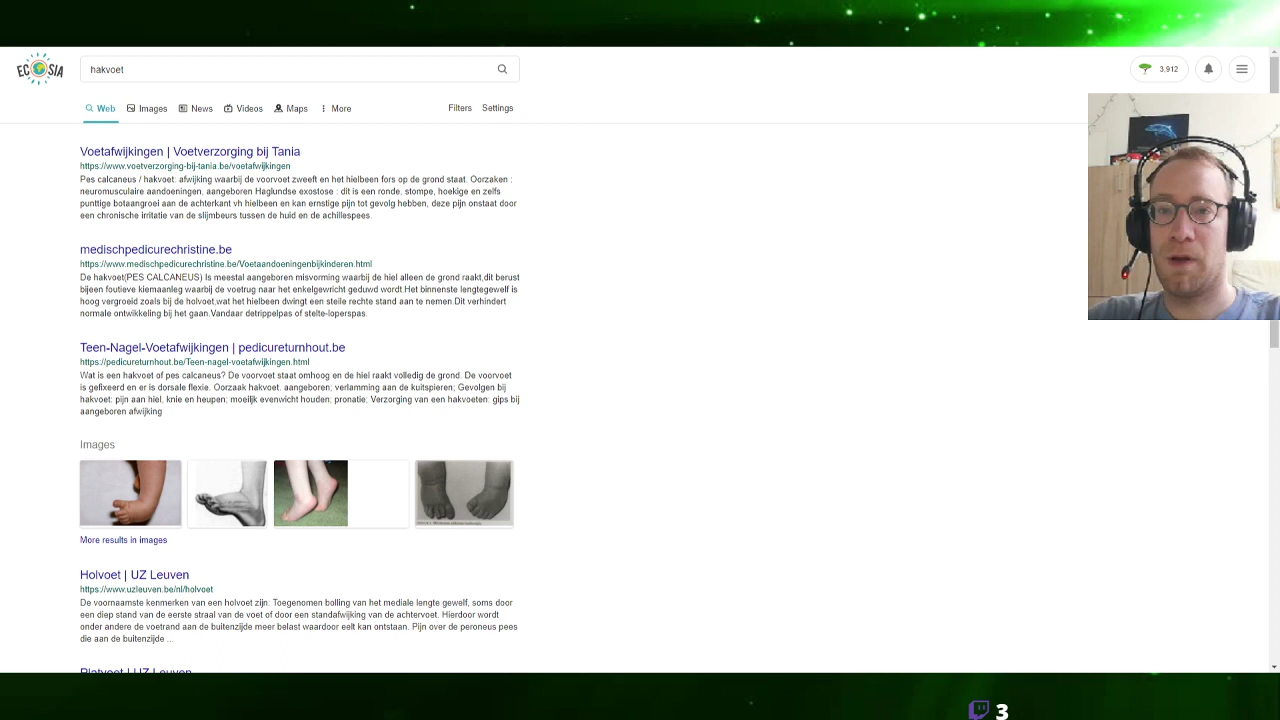 ECOSIA
hakvoet
3,912
Web
Images
News
Videos
Maps
More
Filters
Settings
Voetafwijkingen | Voetverzorging bij Tania
https://www.voetverzorging-bij-tania.be/voetafwijkingen
Pes calcaneus / hakvoet: afwijking waarbij de voorvoet zweeft en het hielbeen fors op de grond staat. Oorzaken :
neuromusculaire aandoeningen, aangeboren Haglundse exostose : dit is een ronde, stompe, hoekige en zelfs
punttige botaangroei aan de achterkant vh hielbeen en kan ernstige pijn tot gevolg hebben, deze pijn onstaat door
een chronische irritatie van de slijmbeurs tussen de huid en de achillespees.
medischpedicurechristine.be
https://www.medischpedicurechristine.be/Voetaandoeningenbijkinderen.html
De hakvoet(PES CALCANEUS) Is meestal aangeboren misvorming waarbij de hiel alleen de grond raakt,dit berust
bijeen foutieve kiemaanleg waarbij de voetrug naar het enkelgewricht geduwd wordt.Het binnenste lengtegewelf is
hoog vergroeid zoals bij de holvoet,wat het hielbeen dwingt een steile rechte stand aan te nemen.Dit verhindert
normale ontwikkeling bij het gaan.Vandaar detrippelpas of stelte-loperspas.
Teen-Nagel-Voetafwijkingen | pedicureturnhout.be
https://pedicureturnhout.be/Teen-nagel-voetafwijkingen.html
Wat is een hakvoet of pes calcaneus? De voorvoet staat omhoog en de hiel raakt volledig de grond. De voorvoet
is gefixeerd en er is dorsale flexie. Oorzaak hakvoet. aangeboren; verlamming aan de kuitspieren; Gevolgen bij
hakvoet: pijn aan hiel, knie en heupen; moeilijk evenwicht houden; pronatie; Verzorging van een hakvoeten: gips bij
aangeboren afwijking
Images
More results in images
Holvoet | UZ Leuven
https://www.uzleuven.be/nl/holvoet
De voornaamste kenmerken van een holvoet zijn: Toegenomen bolling van het mediale lengte gewelf, soms door
een diep stand van de eerste straal van de voet of door een standafwijking van de achtervoet. Hierdoor wordt
onder andere de voetrand aan de buitenzijde meer belast waardoor eelt kan ontstaan. Pijn over de peroneus pees
die aan de buitenzijde ...
Platvoet | UZ Leuven
3